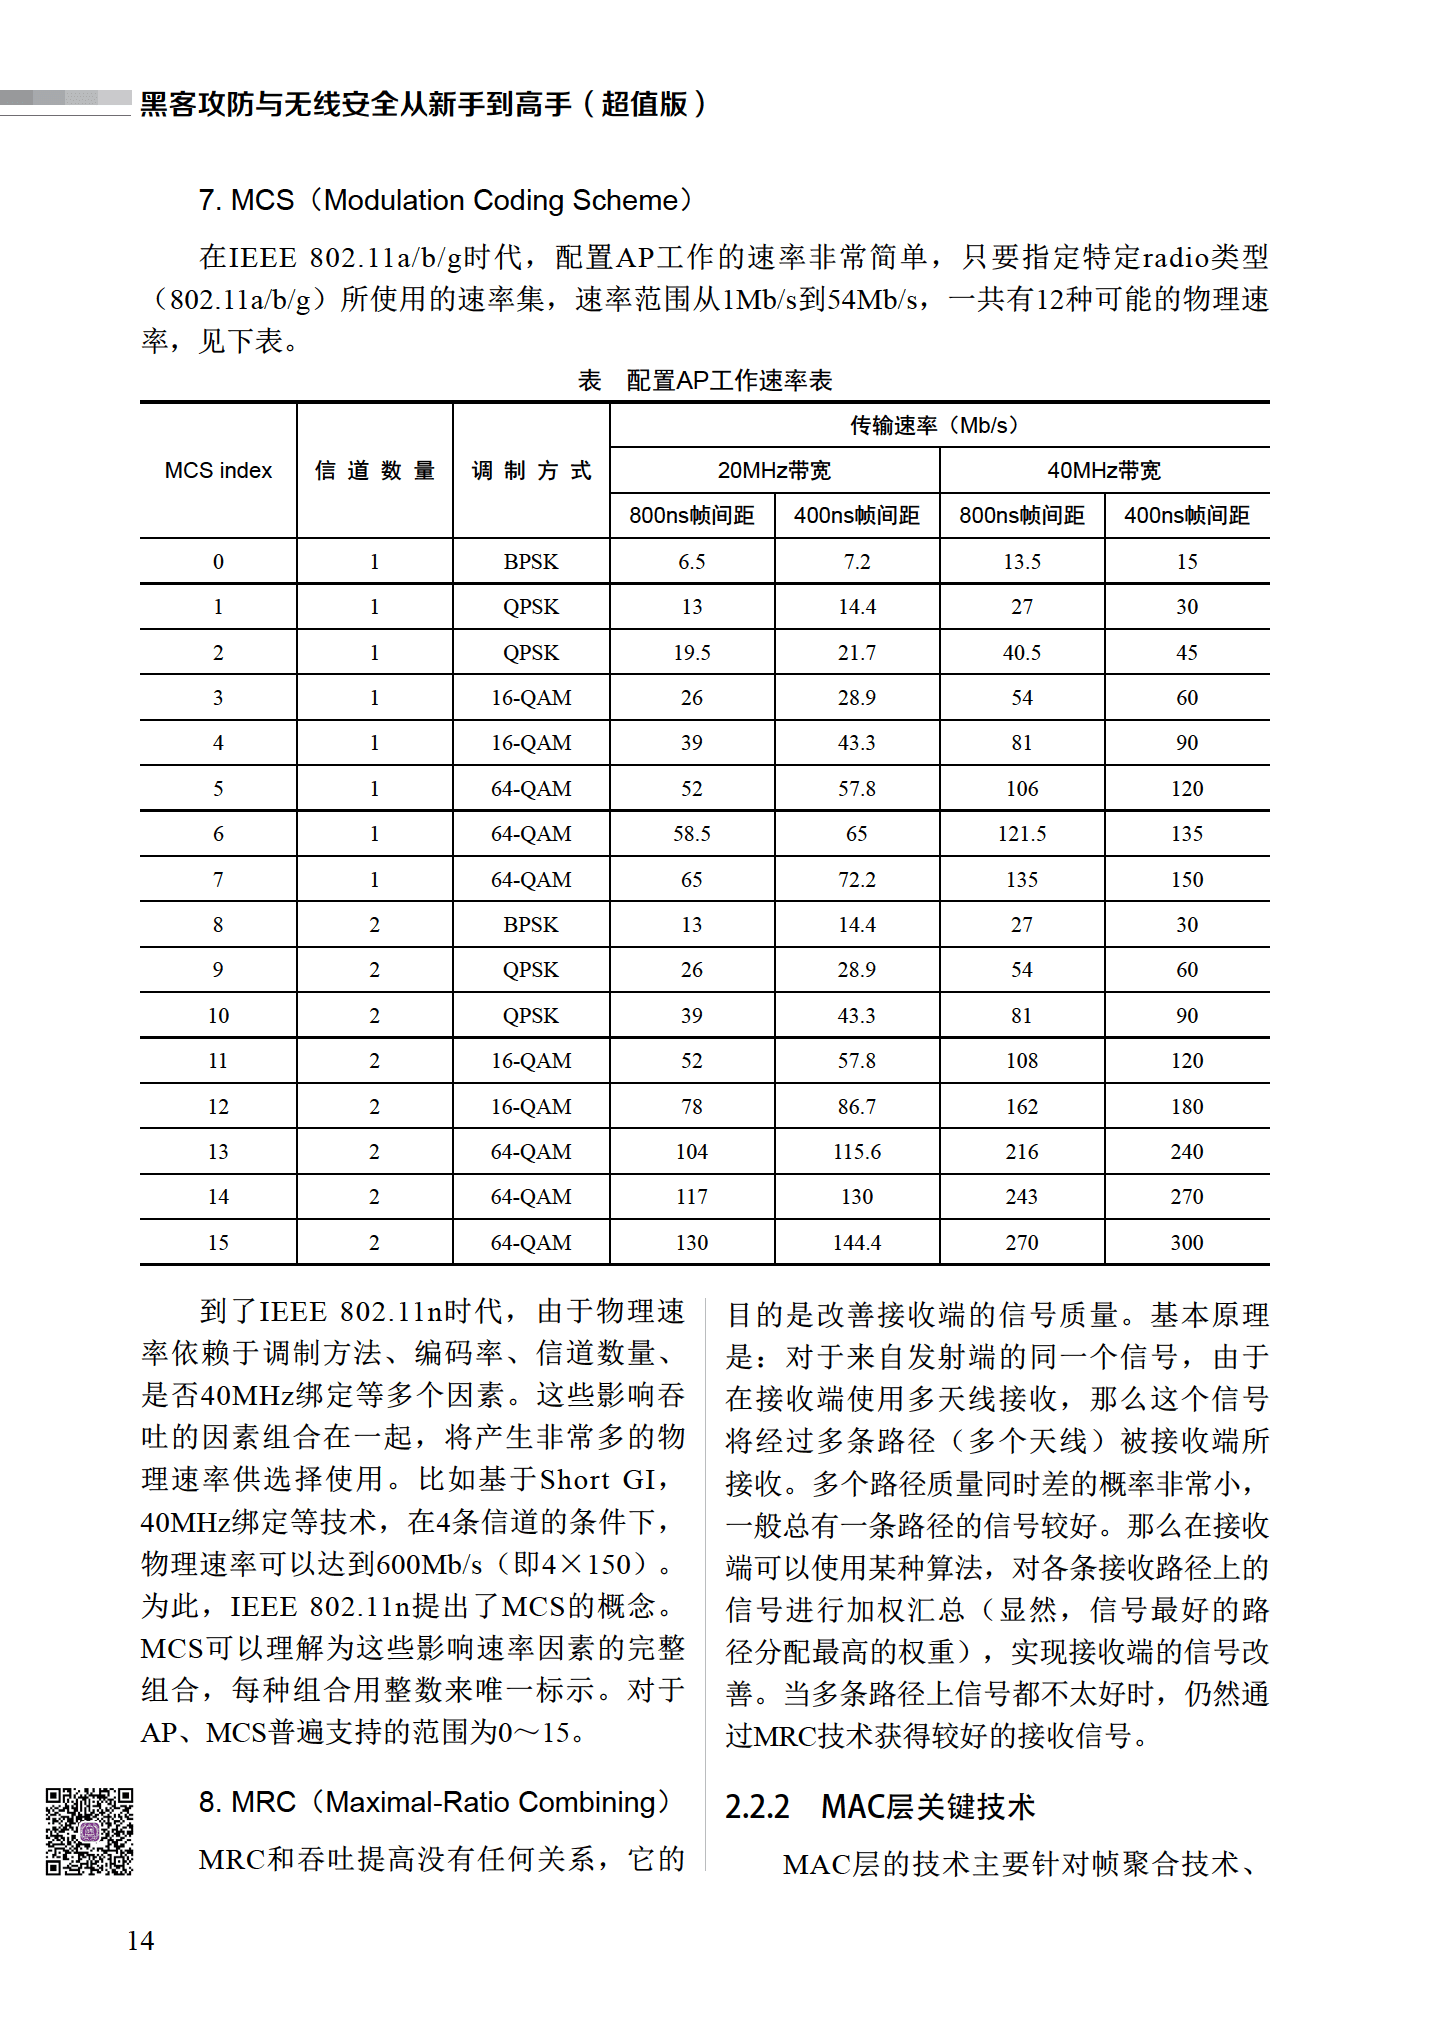 黑客攻防与无线安全从新手到高手（超值版）
7. MCS（Modulation Coding Scheme）
在IEEE 802.11a/b/g时代，配置AP工作的速率非常简单，只要指定特定radio类型
（802.11a/b/g）所使用的速率集，速率范围从1Mb/s到54Mb/s，一共有12种可能的物理速
率，见下表。
表　配置AP工作速率表
MCS index 信道数量 调制方式 传输速率（Mb/s）
20MHz带宽 40MHz带宽
800ns帧间距 400ns帧间距 800ns帧间距 400ns帧间距
0 1 BPSK 6.5 7.2 13.5 15
1 1 QPSK 13 14.4 27 30
2 1 QPSK 19.5 21.7 40.5 45
3 1 16-QAM 26 28.9 54 60
4 1 16-QAM 39 43.3 81 90
5 1 64-QAM 52 57.8 106 120
6 1 64-QAM 58.5 65 121.5 135
7 1 64-QAM 65 72.2 135 150
8 2 BPSK 13 14.4 27 30
9 2 QPSK 26 28.9 54 60
10 2 QPSK 39 43.3 81 90
11 2 16-QAM 52 57.8 108 120
12 2 16-QAM 78 86.7 162 180
13 2 64-QAM 104 115.6 216 240
14 2 64-QAM 117 130 243 270
15 2 64-QAM 130 144.4 270 300
到了IEEE 802.11n时代，由于物理速
率依赖于调制方法、编码率、信道数量、
是否40MHz绑定等多个因素。这些影响吞
吐的因素组合在一起，将产生非常多的物
理速率供选择使用。比如基于Short GI，
40MHz绑定等技术，在4条信道的条件下，
物理速率可以达到600Mb/s（即4×150）。
为此，IEEE 802.11n提出了MCS的概念。
MCS可以理解为这些影响速率因素的完整
组合，每种组合用整数来唯一标示。对于
AP、MCS普遍支持的范围为0～15。
8. MRC（Maximal-Ratio Combining）
MRC和吞吐提高没有任何关系，它的
目的是改善接收端的信号质量。基本原理
是：对于来自发射端的同一个信号，由于
在接收端使用多天线接收，那么这个信号
将经过多条路径（多个天线）被接收端所
接收。多个路径质量同时差的概率非常小，
一般总有一条路径的信号较好。那么在接收
端可以使用某种算法，对各条接收路径上的
信号进行加权汇总（显然，信号最好的路
径分配最高的权重），实现接收端的信号改
善。当多条路径上信号都不太好时，仍然通
过MRC技术获得较好的接收信号。
2.2.2　MAC层关键技术
MAC层的技术主要针对帧聚合技术、
14